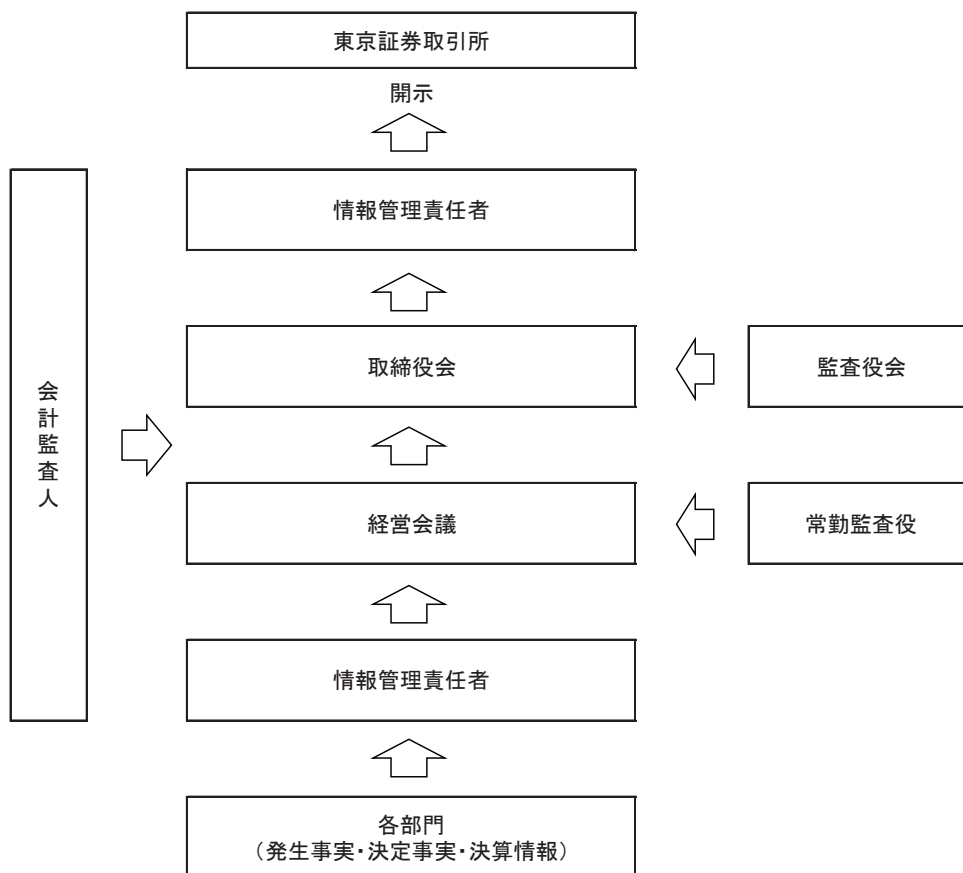 東京証券取引所
開示
情報管理責任者
取締役会
監査役会
会計監査人
経営会議
常勤監査役
情報管理責任者
各部門
（発生事実・決定事実・決算情報）